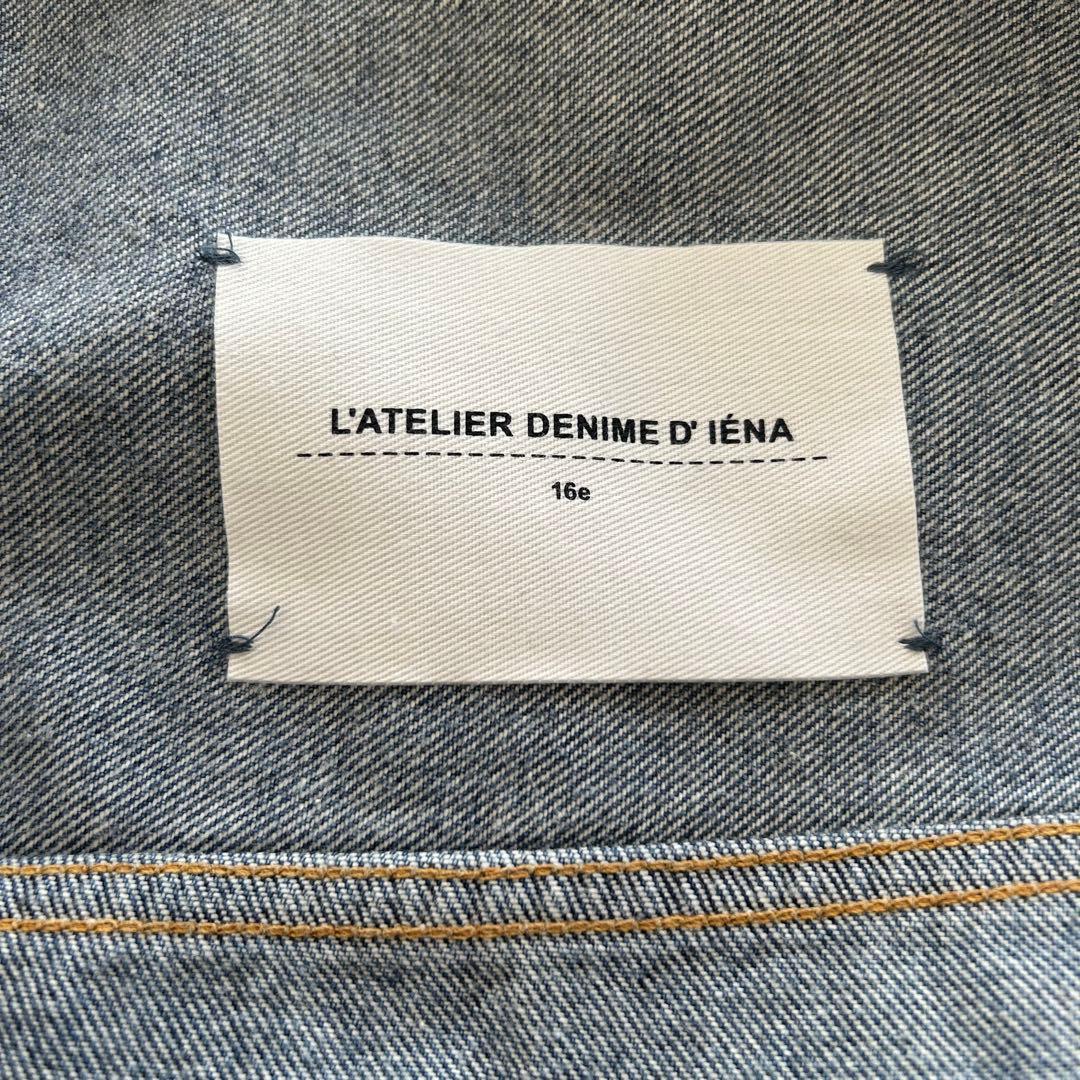 L'ATELIER DENIME D' IÉNA
16e